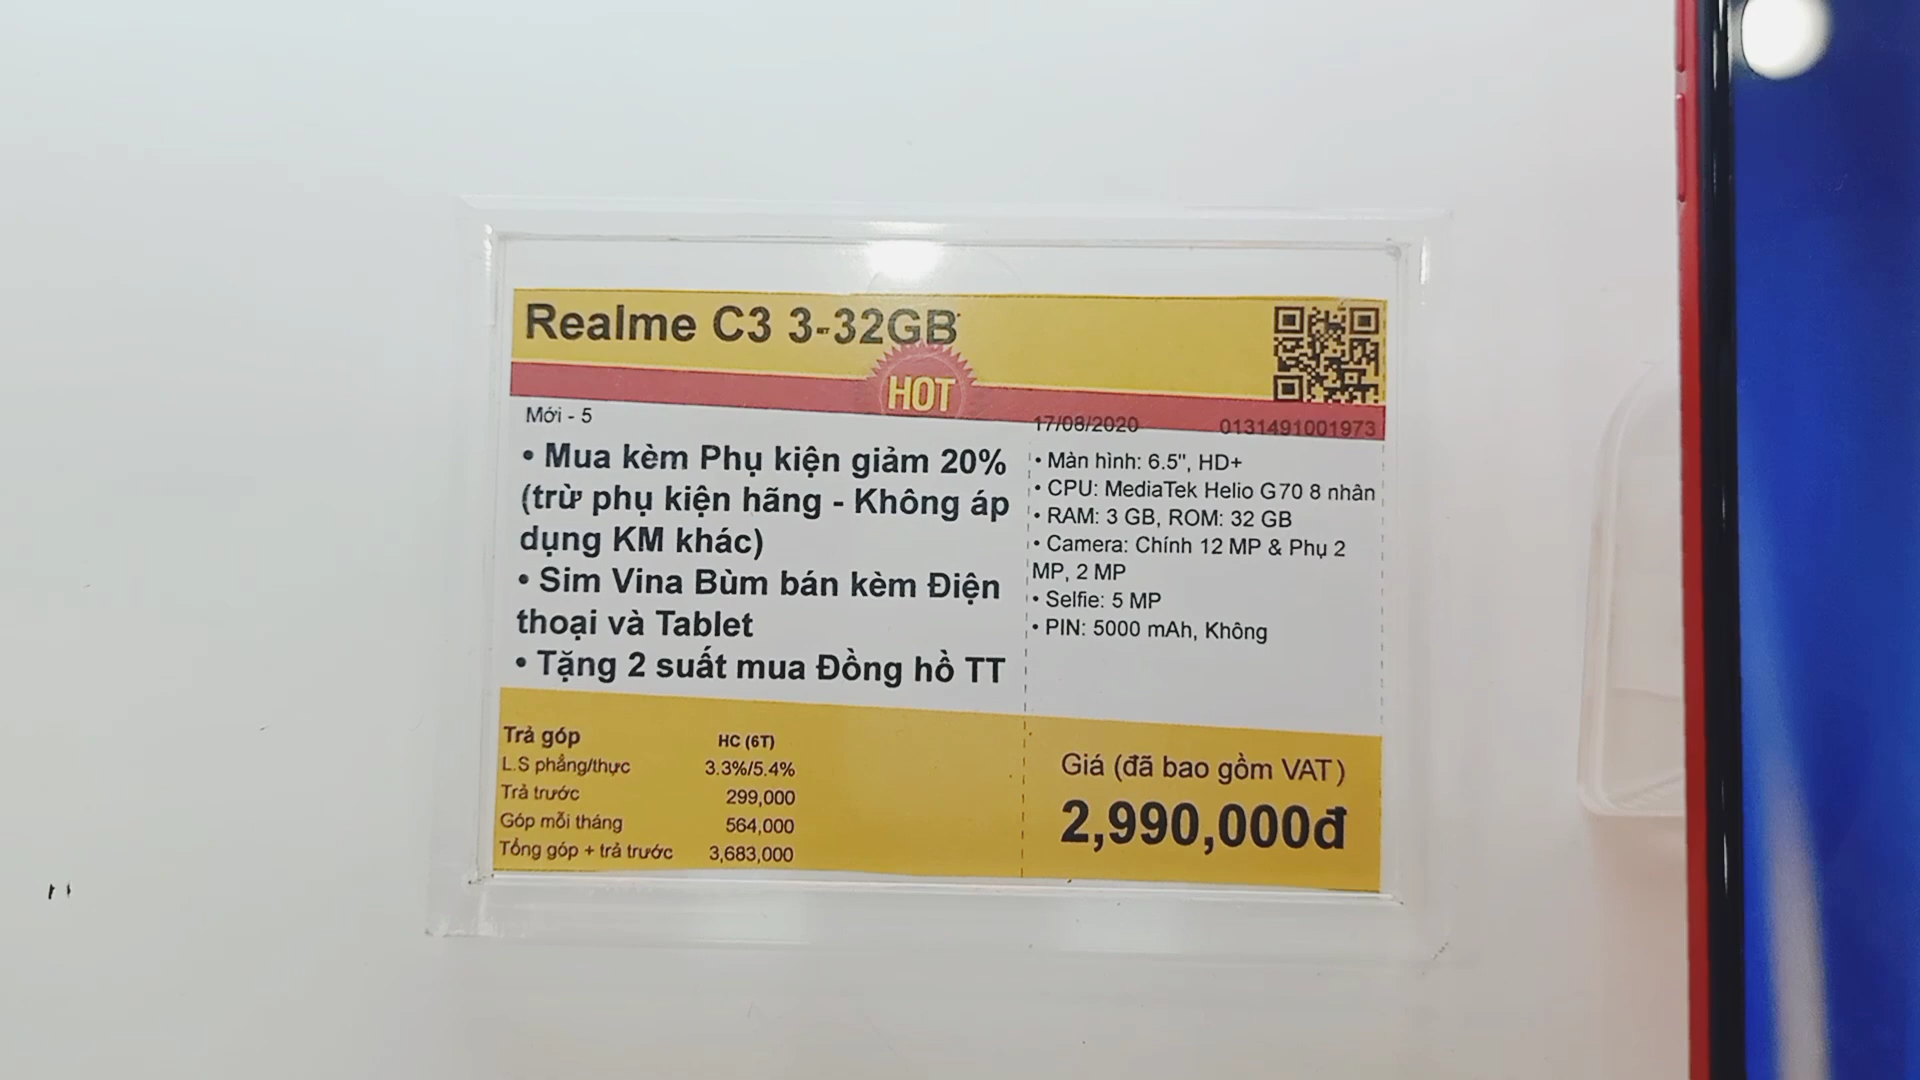 Realme C3 3-32GB
HOT
Mới - 5
17/08/2020 0131491001973
• Mua kèm Phụ kiện giảm 20%
(trừ phụ kiện hãng - Không áp
dụng KM khác)
• Sim Vina Bùm bán kèm Điện
thoại và Tablet
• Tặng 2 suất mua Đồng hồ TT
• Màn hình: 6.5", HD+
• CPU: MediaTek Helio G70 8 nhân
• RAM: 3 GB, ROM: 32 GB
• Camera: Chính 12 MP & Phụ 2
MP, 2 MP
• Selfie: 5 MP
• PIN: 5000 mAh, Không
Trả góp HC (6T)
L.S phẳng/thực 3.3%/5.4%
Trả trước 299,000
Góp mỗi tháng 564,000
Tổng góp + trả trước 3,683,000
Giá (đã bao gồm VAT)
2,990,000đ